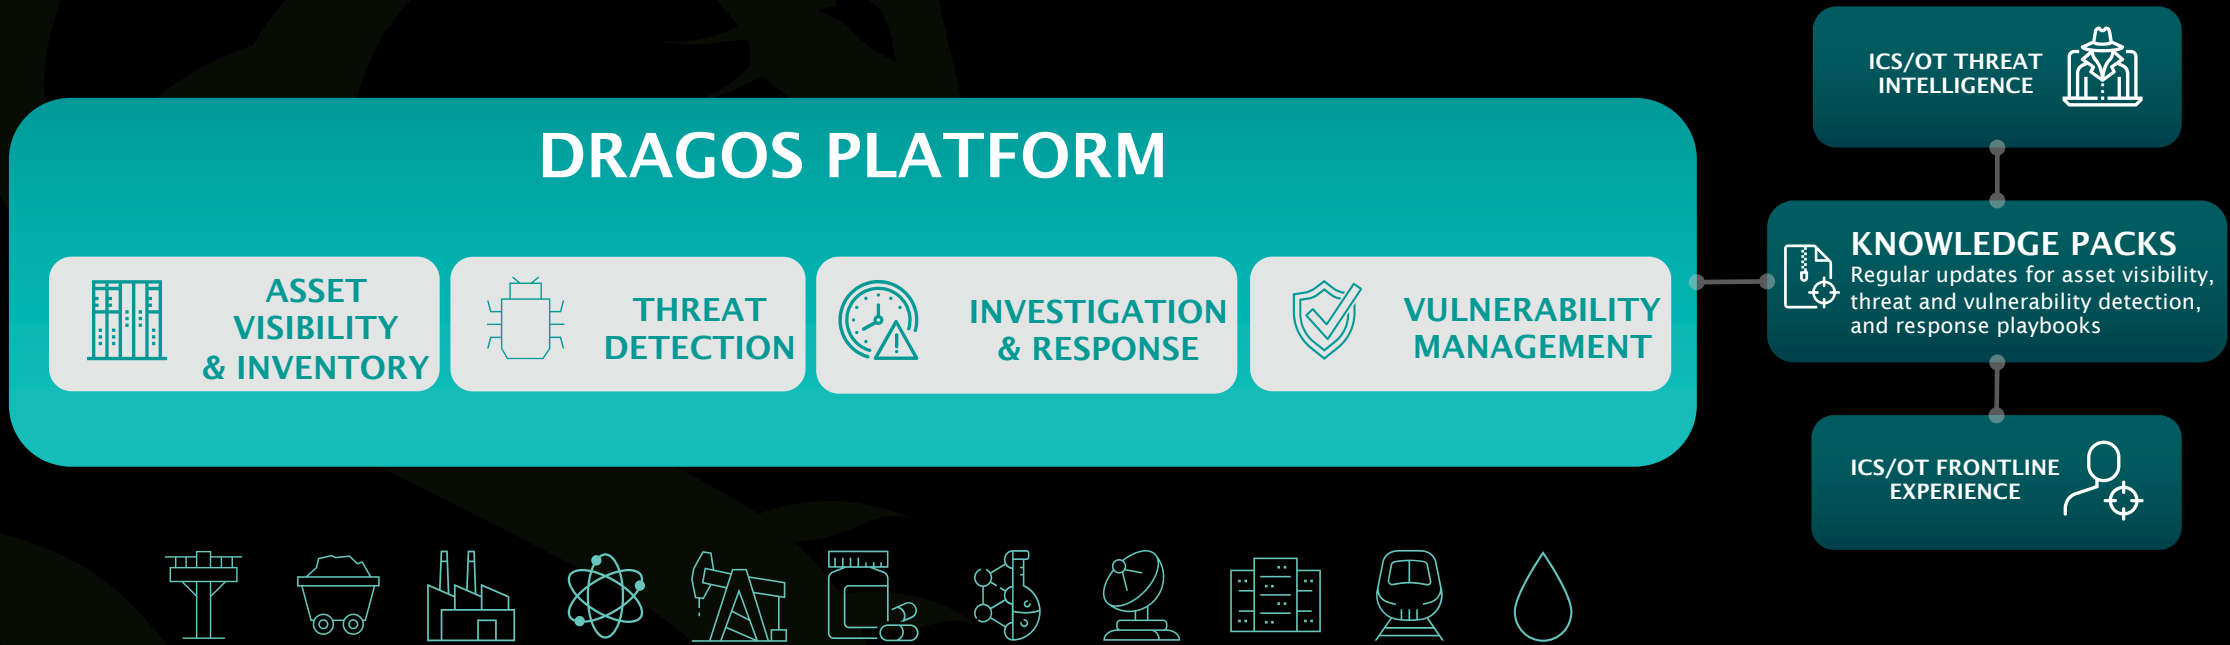 DRAGOS PLATFORM
ASSET
VISIBILITY
& INVENTORY
THREAT
DETECTION
INVESTIGATION
& RESPONSE
VULNERABILITY
MANAGEMENT
ICS/OT THREAT
INTELLIGENCE
KNOWLEDGE PACKS
Regular updates for asset visibility,
threat and vulnerability detection,
and response playbooks
ICS/OT FRONTLINE
EXPERIENCE